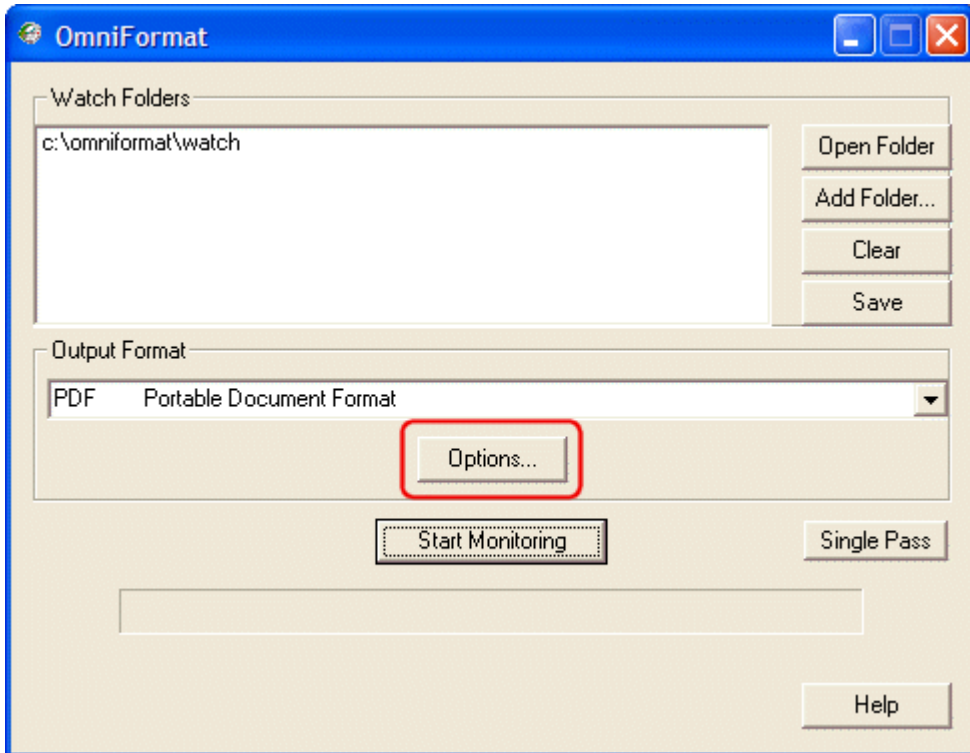 OmniFormat
Watch Folders
c:\omniformat\watch
Open Folder
Add Folder...
Clear
Save
Output Format
PDF Portable Document Format
Options...
Start Monitoring
Single Pass
Help